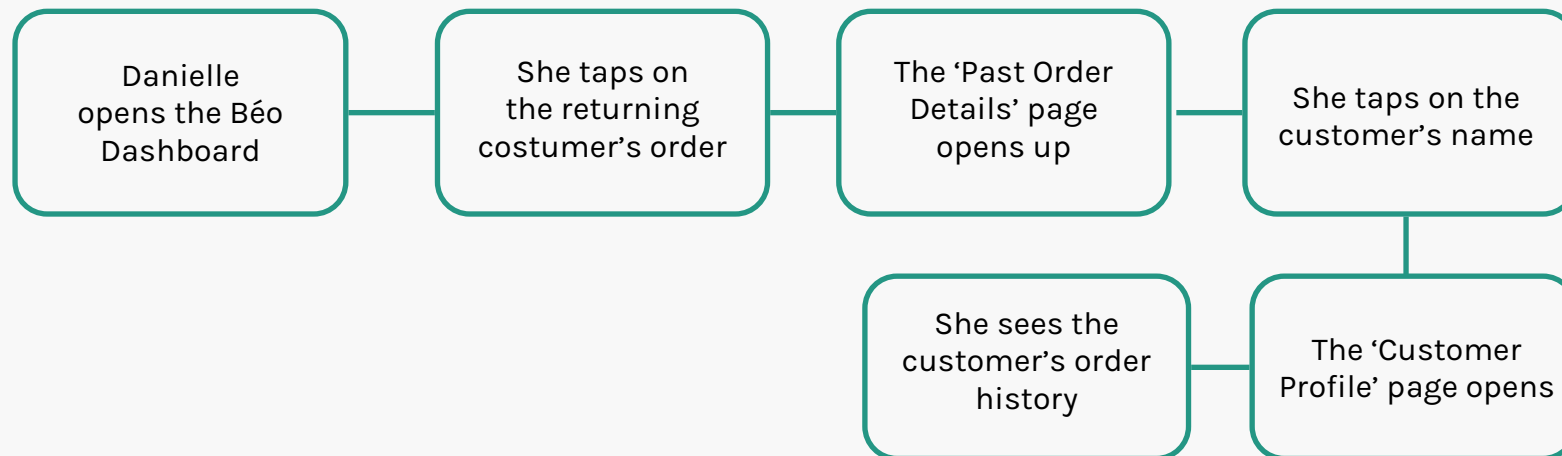 Danielle
opens the Béo
Dashboard
She taps on
the returning
costumer’s order
The ‘Past Order
Details’ page
opens up
She taps on the
customer’s name
The ‘Customer
Profile’ page opens
She sees the
customer’s order
history